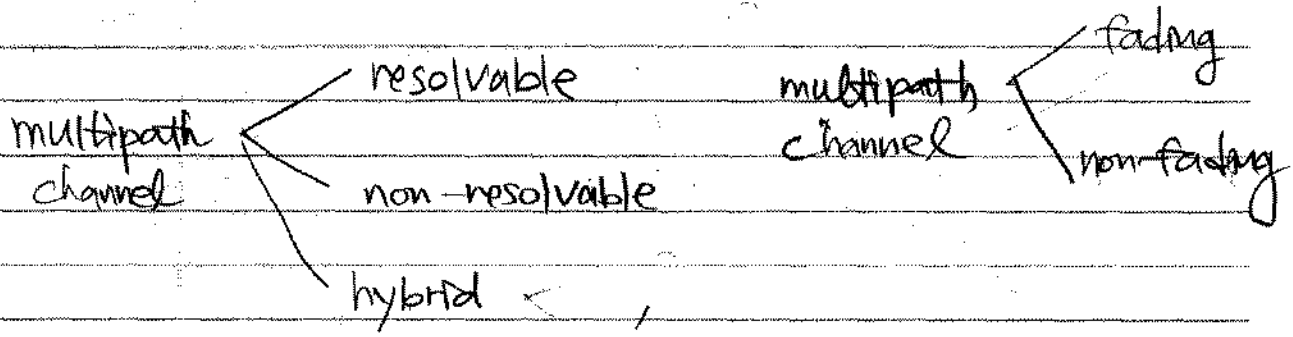 multipath channel
resolvable
non-resolvable
hybrid
multipath channel
fading
non-fading